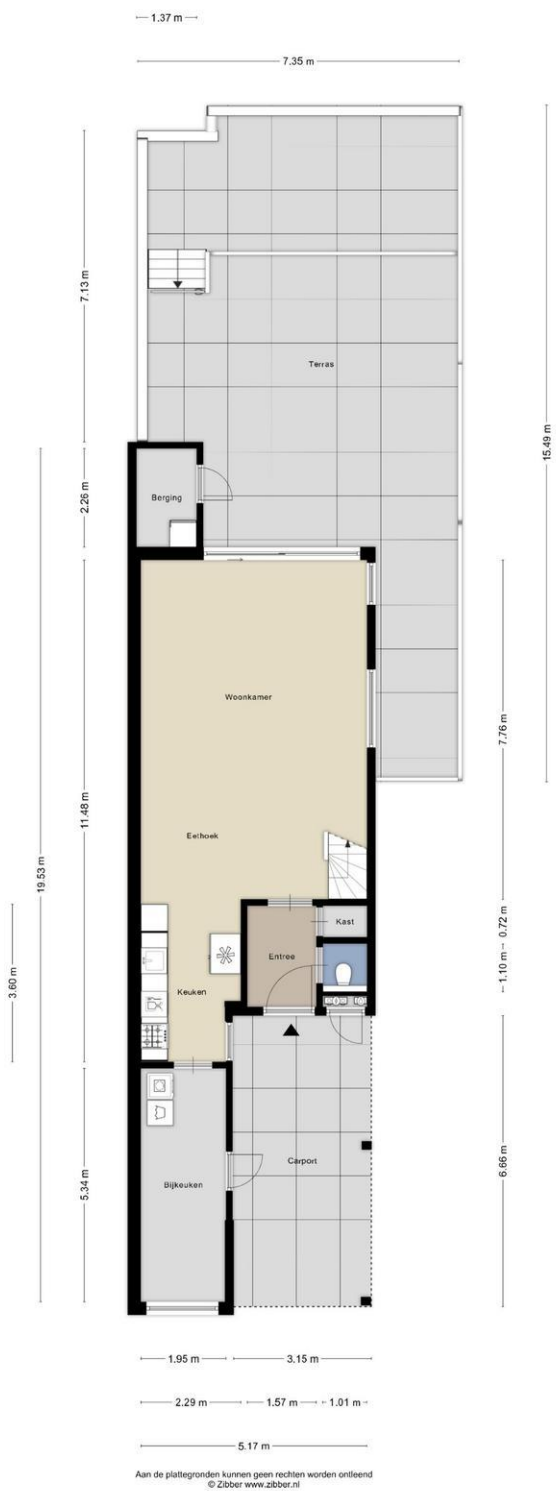 1.37 m
7.35 m
7.13 m
15.49 m
Terras
2.26 m
Berging
Woonkamer
7.76 m
11.48 m
Eethoek
19.53 m
3.60 m
Kast
0.72 m
Entree
1.10 m
Keuken
Carport
6.66 m
Bijkeuken
5.34 m
1.95 m
3.15 m
2.29 m
1.57 m
1.01 m
5.17 m
Aan de plattegronden kunnen geen rechten worden ontleend
© Zibber www.zibber.nl